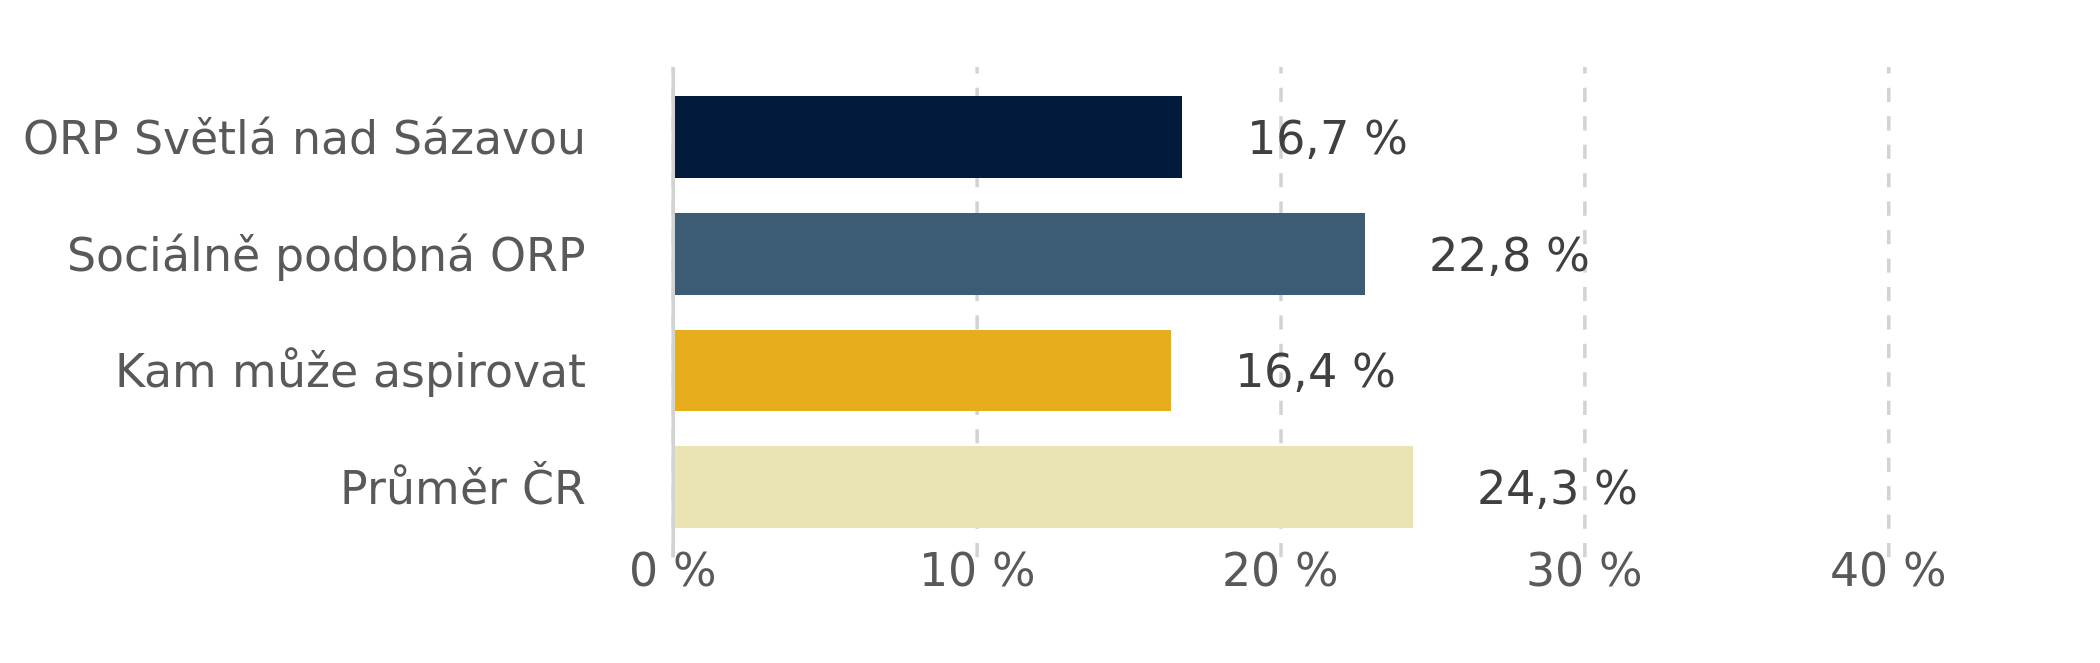 ORP Světlá nad Sázavou
16,7 %
Sociálně podobná ORP
22,8 %
Kam může aspirovat
16,4 %
Průměr ČR
24,3 %
0 %
10 %
20 %
30 %
40 %